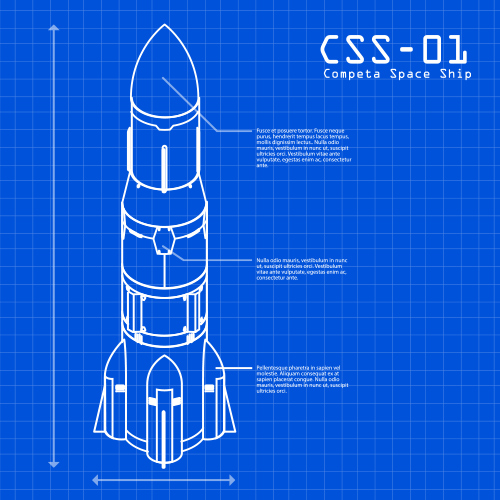 CSS-01
Competa Space Ship
Fusce et posuere tortor. Fusce neque
purus, hendrerit tempus lacus tempus,
mollis dignissim lectus.. Nulla odio
mauris, vestibulum in nunc ut, suscipit
ultricies orci. Vestibulum vitae ante
vulputate, egestas enim ac, consectetur
ante.
Nulla odio mauris, vestibulum in nunc
ut, suscipit ultricies orci. Vestibulum
vitae ante vulputate, egestas enim ac,
consectetur ante.
Pellentesque pharetra in sapien vel
molestie. Aliquam consequat ex at
sapien placerat congue. Nulla odio
mauris, vestibulum in nunc ut, suscipit
ultricies orci.